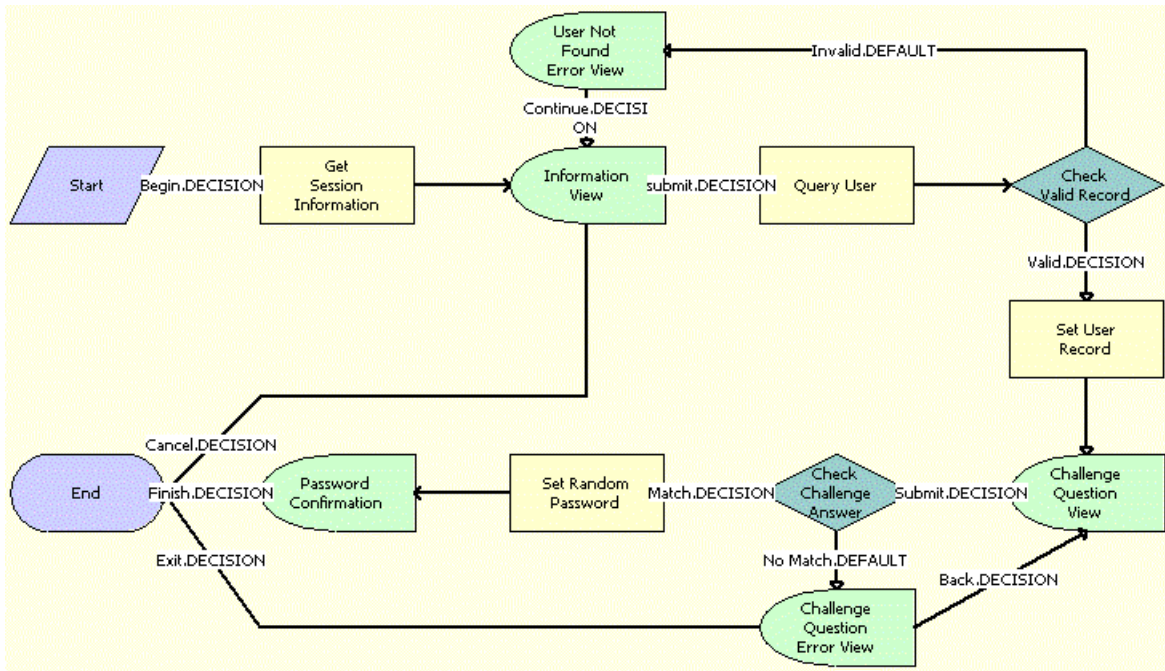 User Not
Found
Error View
Invalid.DEFAULT
Continue.DECISI
ON
Start
Begin.DECISION
Get
Session
Information
Information
View
submit.DECISION
Query User
Check
Valid Record
Valid.DECISION
Set User
Record
Cancel.DECISION
End
Finish.DECISION
Password
Confirmation
Set Random
Password
Match.DECISION
Check
Challenge
Answer
Submit.DECISION
Challenge
Question
View
Exit.DECISION
No Match.DEFAULT
Back.DECISION
Challenge
Question
Error View